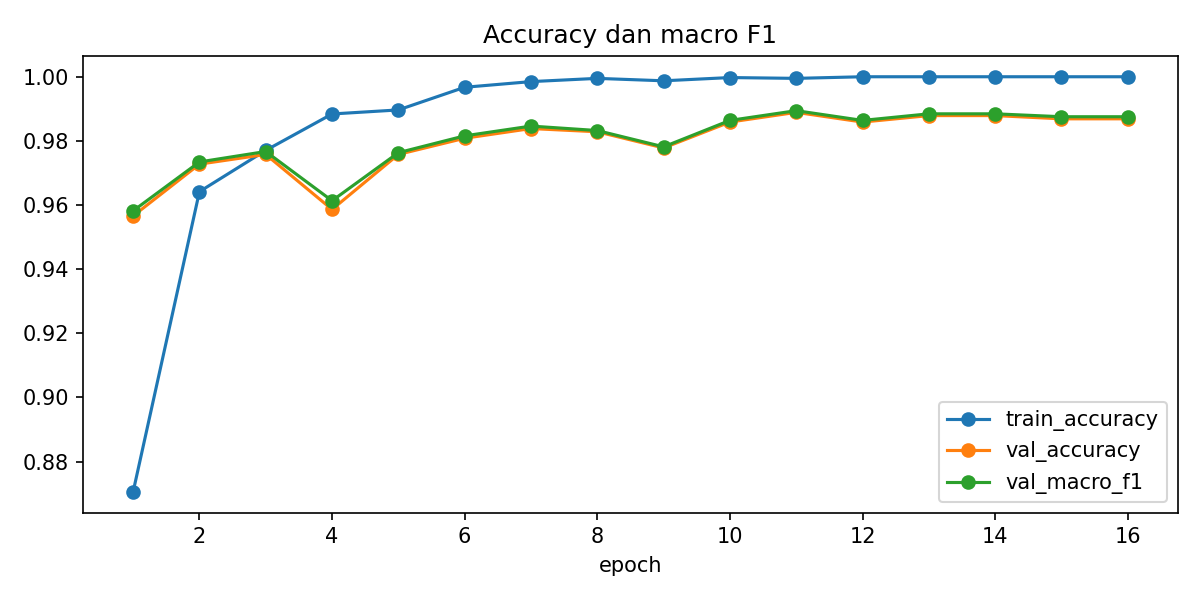 Accuracy dan macro F1
1.00
0.98
0.96
0.94
0.92
0.90
0.88
train_accuracy
val_accuracy
val_macro_f1
2 4 6 8 10 12 14 16
epoch